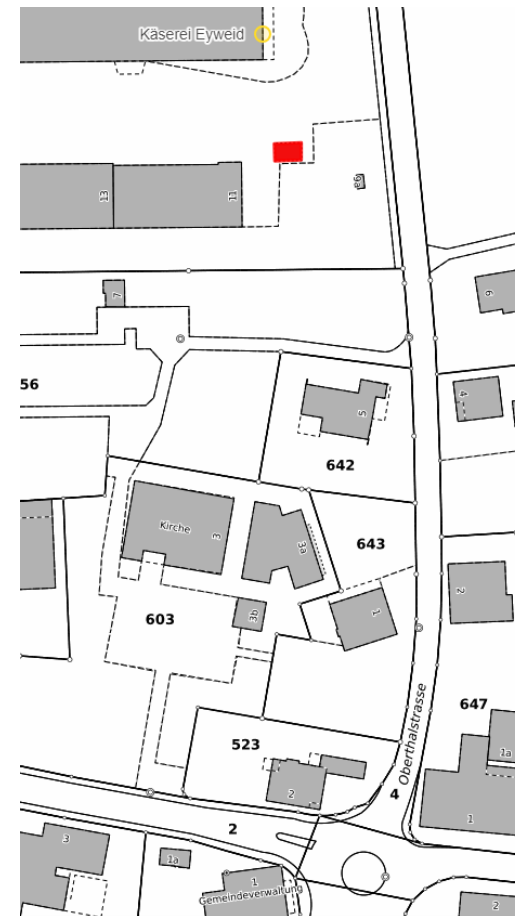 Käserei Eyweid
13
11
9a
7
6
56
5
4
642
Kirche
3
3a
643
2
1
3b
603
647
Oberthalstrasse
1a
523
2
4
1
2
3
1a
1
Gemeindeverwaltung
2